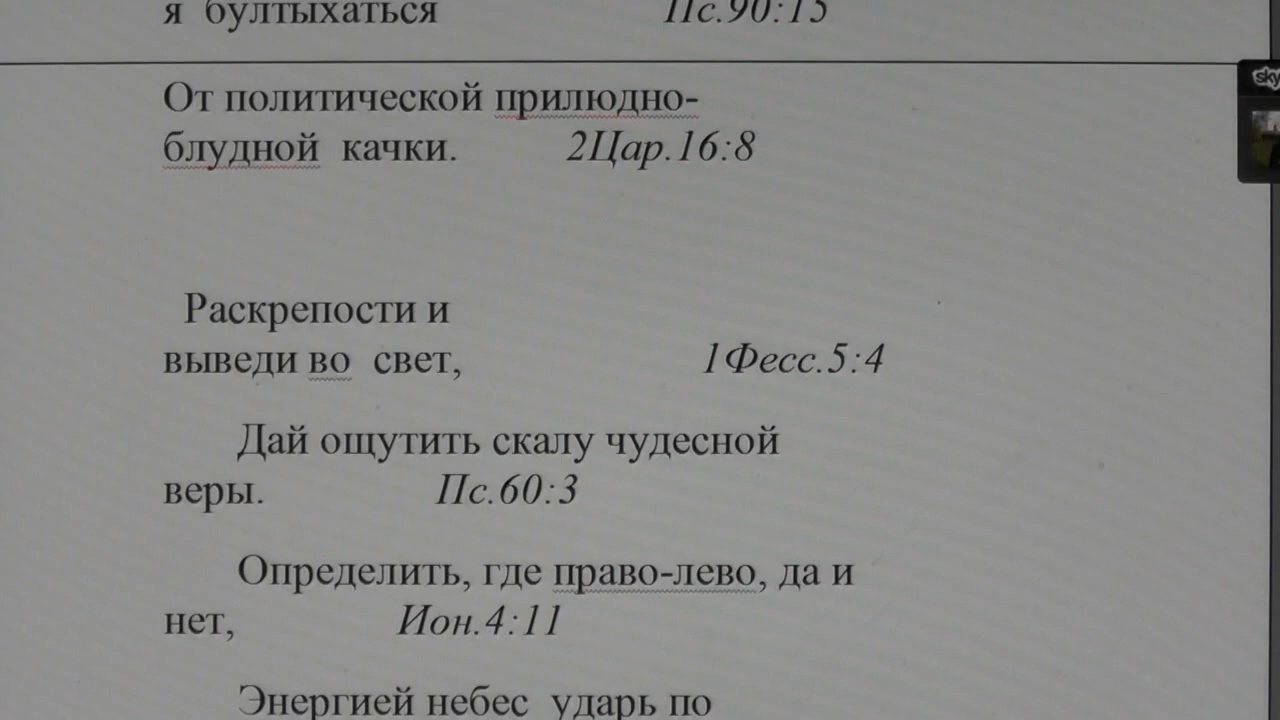 я бултыхаться Пс.90:15
От политической прилюдно-
блудной качки. 2Цар.16:8
Раскрепости и
выведи во свет, 1Фесс.5:4
Дай ощутить скалу чудесной
веры. Пс.60:3
Определить, где право-лево, да и
нет, Ион.4:11
Энергией небес ударь по